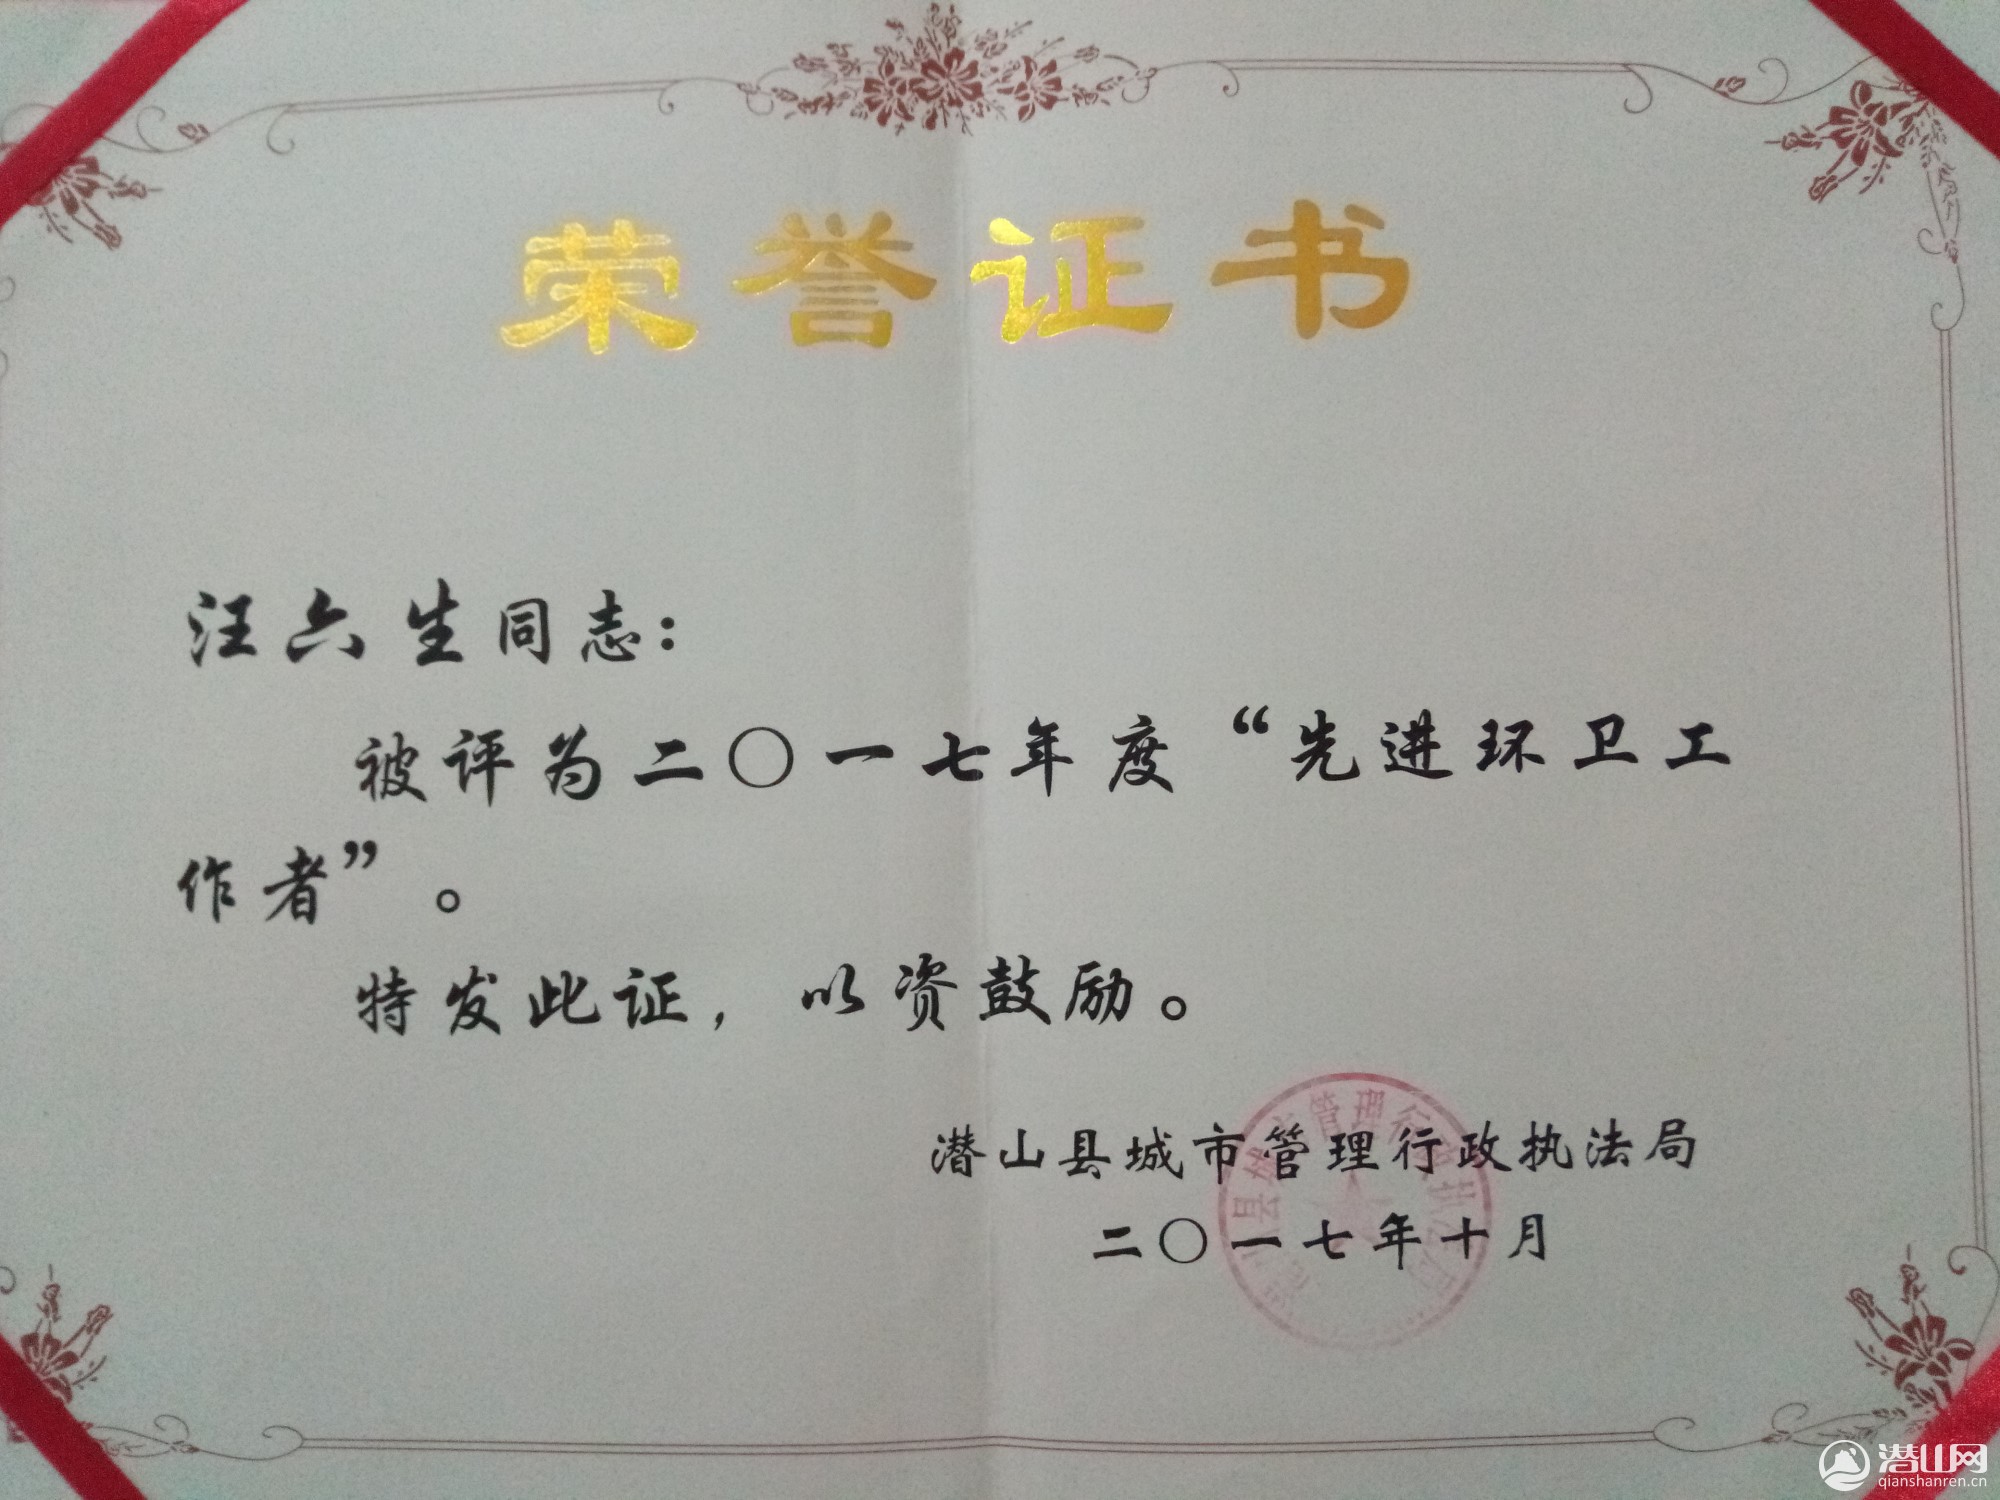 荣誉证书
汪六生同志：
被评为二〇一七年度“先进环卫工
作者”。
特发此证，以资鼓励。
潜山县城市管理行政执法局
二〇一七年十月
潜山网
qianshanren.cn